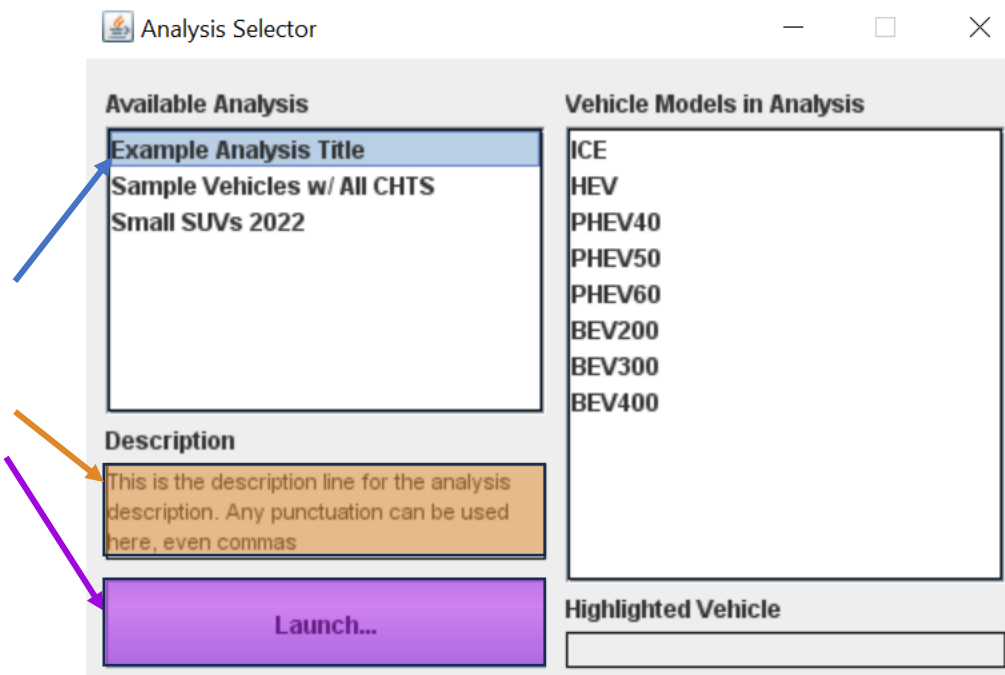 Analysis Selector
Available Analysis
Example Analysis Title
Sample Vehicles w/ All CHTS
Small SUVs 2022
Description
This is the description line for the analysis
description. Any punctuation can be used
here, even commas
Launch...
Vehicle Models in Analysis
ICE
HEV
PHEV40
PHEV50
PHEV60
BEV200
BEV300
BEV400
Highlighted Vehicle